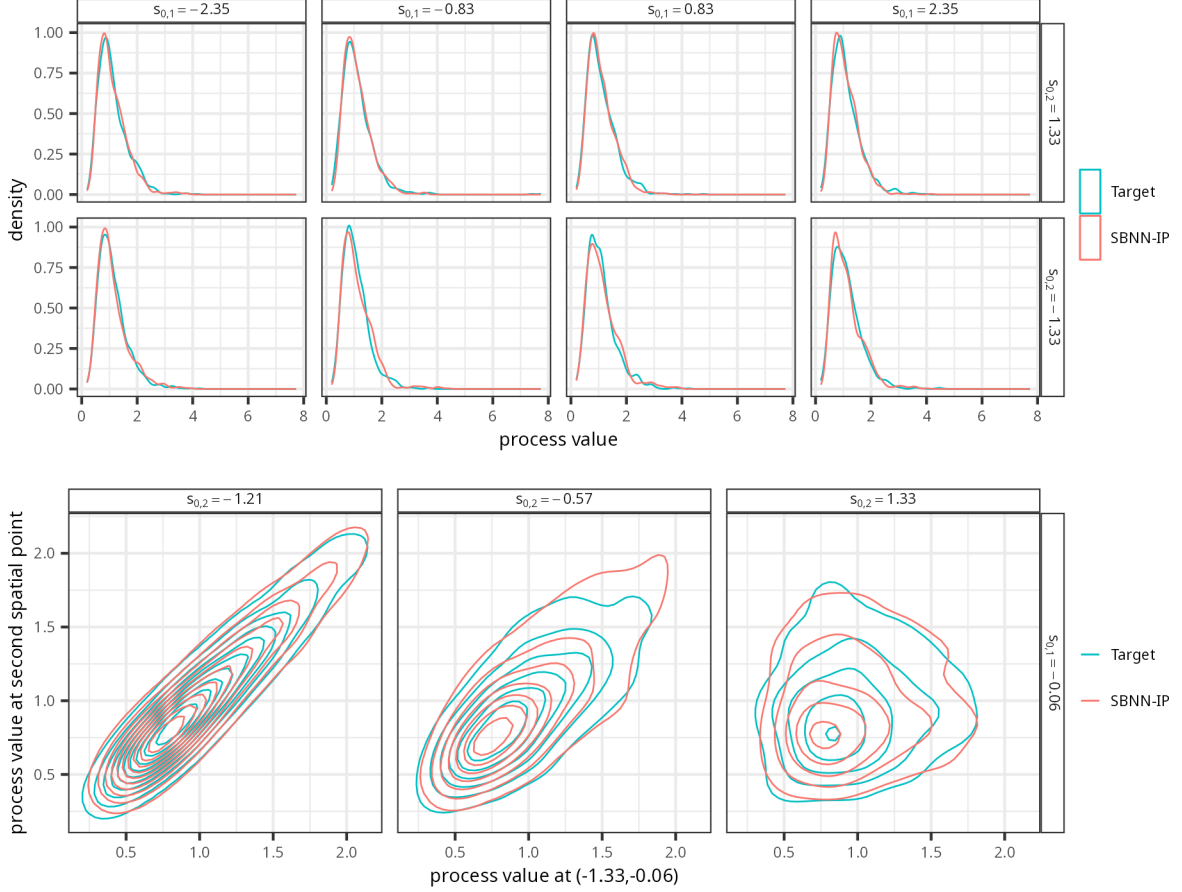 s0,1 = −2.35 s0,1 = −0.83 s0,1 = 0.83 s0,1 = 2.35
1.00
0.75
0.50
0.25
0.00
s0,2 = 1.33
density
1.00
0.75
0.50
0.25
0.00
s0,2 = −1.33
0 2 4 6 8 0 2 4 6 8 0 2 4 6 8 0 2 4 6 8
process value
Target
SBNN-IP
s0,2 = −1.21 s0,2 = −0.57 s0,2 = 1.33
2.0
1.5
1.0
0.5
process value at second spatial point
s0,1 = −0.06
0.5 1.0 1.5 2.0 0.5 1.0 1.5 2.0 0.5 1.0 1.5 2.0
process value at (-1.33,-0.06)
Target
SBNN-IP